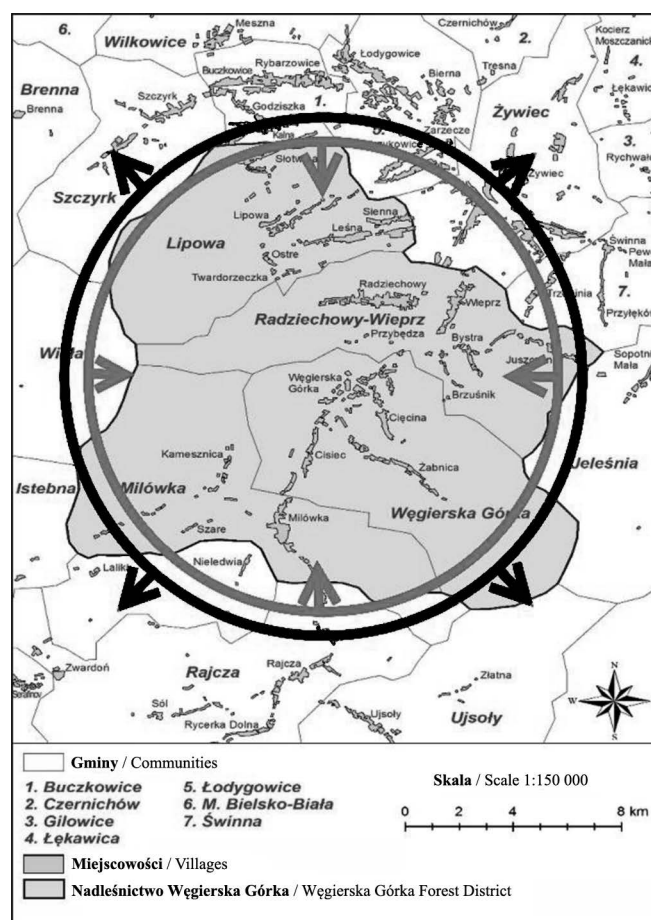 6.
Meszna
Wilkowice
Czernichów
2.
Kocierz
Moszczanick
Łodygowice
Rybarzowice
Buczkowice
Bierna
Tresna
4.
Brenna
Szczyrk
Łękawica
Brenna
Godziszka
1.
Żywiec
Zarzecze
3.
Kalna
Rychwałd
Słotwina
Żywiec
Szczyrk
Sienna
Lipowa
Lipowa
Leśna
Świnna
Ostre
Pewel
Mała
Twardorzeczka
Radziechowy
7.
Wieprz
Radziechowy-Wieprz
Przyłęków
Przybędza
Bystra
Sopotnia
Mała
Węgierska
Górka
Brzuśnik
Cięcina
Kamesznica
Cisiec
Żabnica
Jeleśnia
Istebna
Milówka
Węgierska Górka
Milówka
Szare
Nieledwia
Laliki
Zwardoń
Rajcza
Rajcza
Złatna
N
W
E
S
Sól
Rycerka Dolna
Ujsoły
Ujsoły
Gminy / Communities
1. Buczkowice
2. Czernichów
3. Gilowice
4. Łękawica
5. Łodygowice
6. M. Bielsko-Biała
7. Świnna
Skala / Scale 1:150 000
0 2 4 8 km
Miejscowości / Villages
Nadleśnictwo Węgierska Górka / Węgierska Górka Forest District